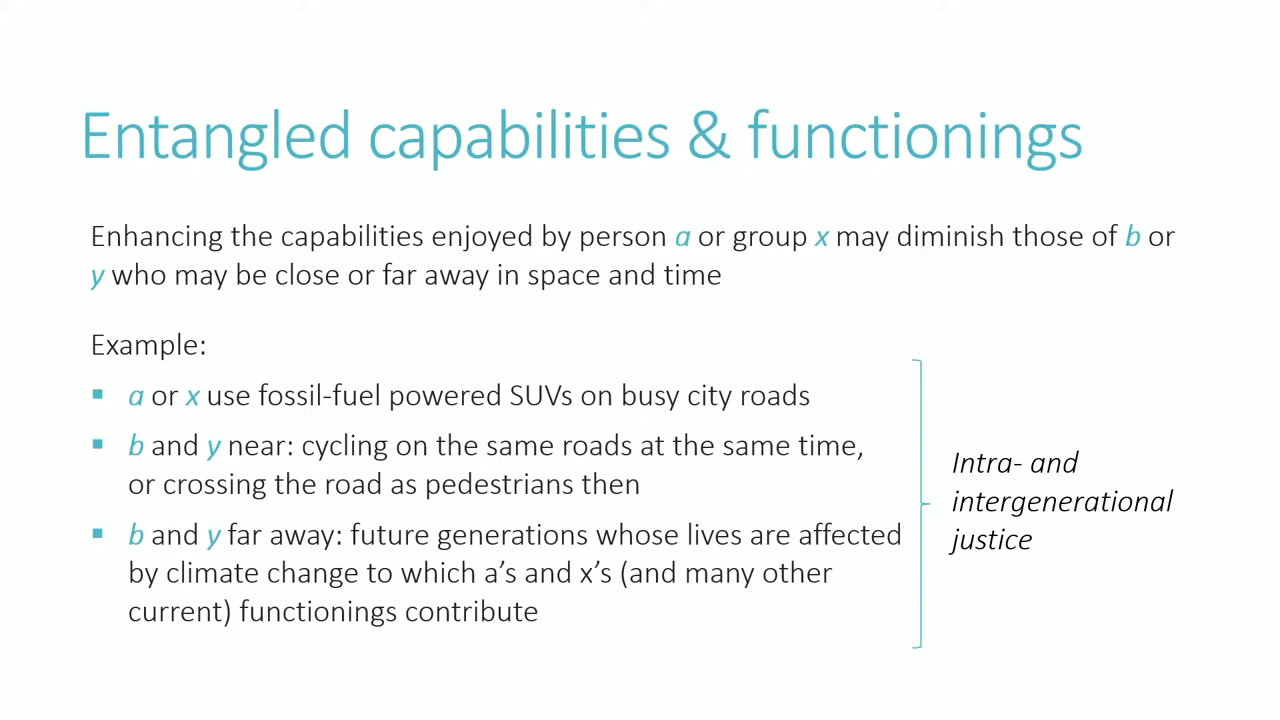 Entangled capabilities & functionings
Enhancing the capabilities enjoyed by person a or group x may diminish those of b or
y who may be close or far away in space and time
Example:
▪ a or x use fossil-fuel powered SUVs on busy city roads
▪ b and y near: cycling on the same roads at the same time,
or crossing the road as pedestrians then
▪ b and y far away: future generations whose lives are affected
by climate change to which a’s and x’s (and many other
current) functionings contribute
Intra- and
intergenerational
justice